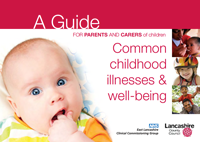 A Guide
FOR PARENTS AND CARERS of children
Common
childhood
illnesses &
well-being
NHS
East Lancashire
Clinical Commissioning Group
Lancashire
County
Council